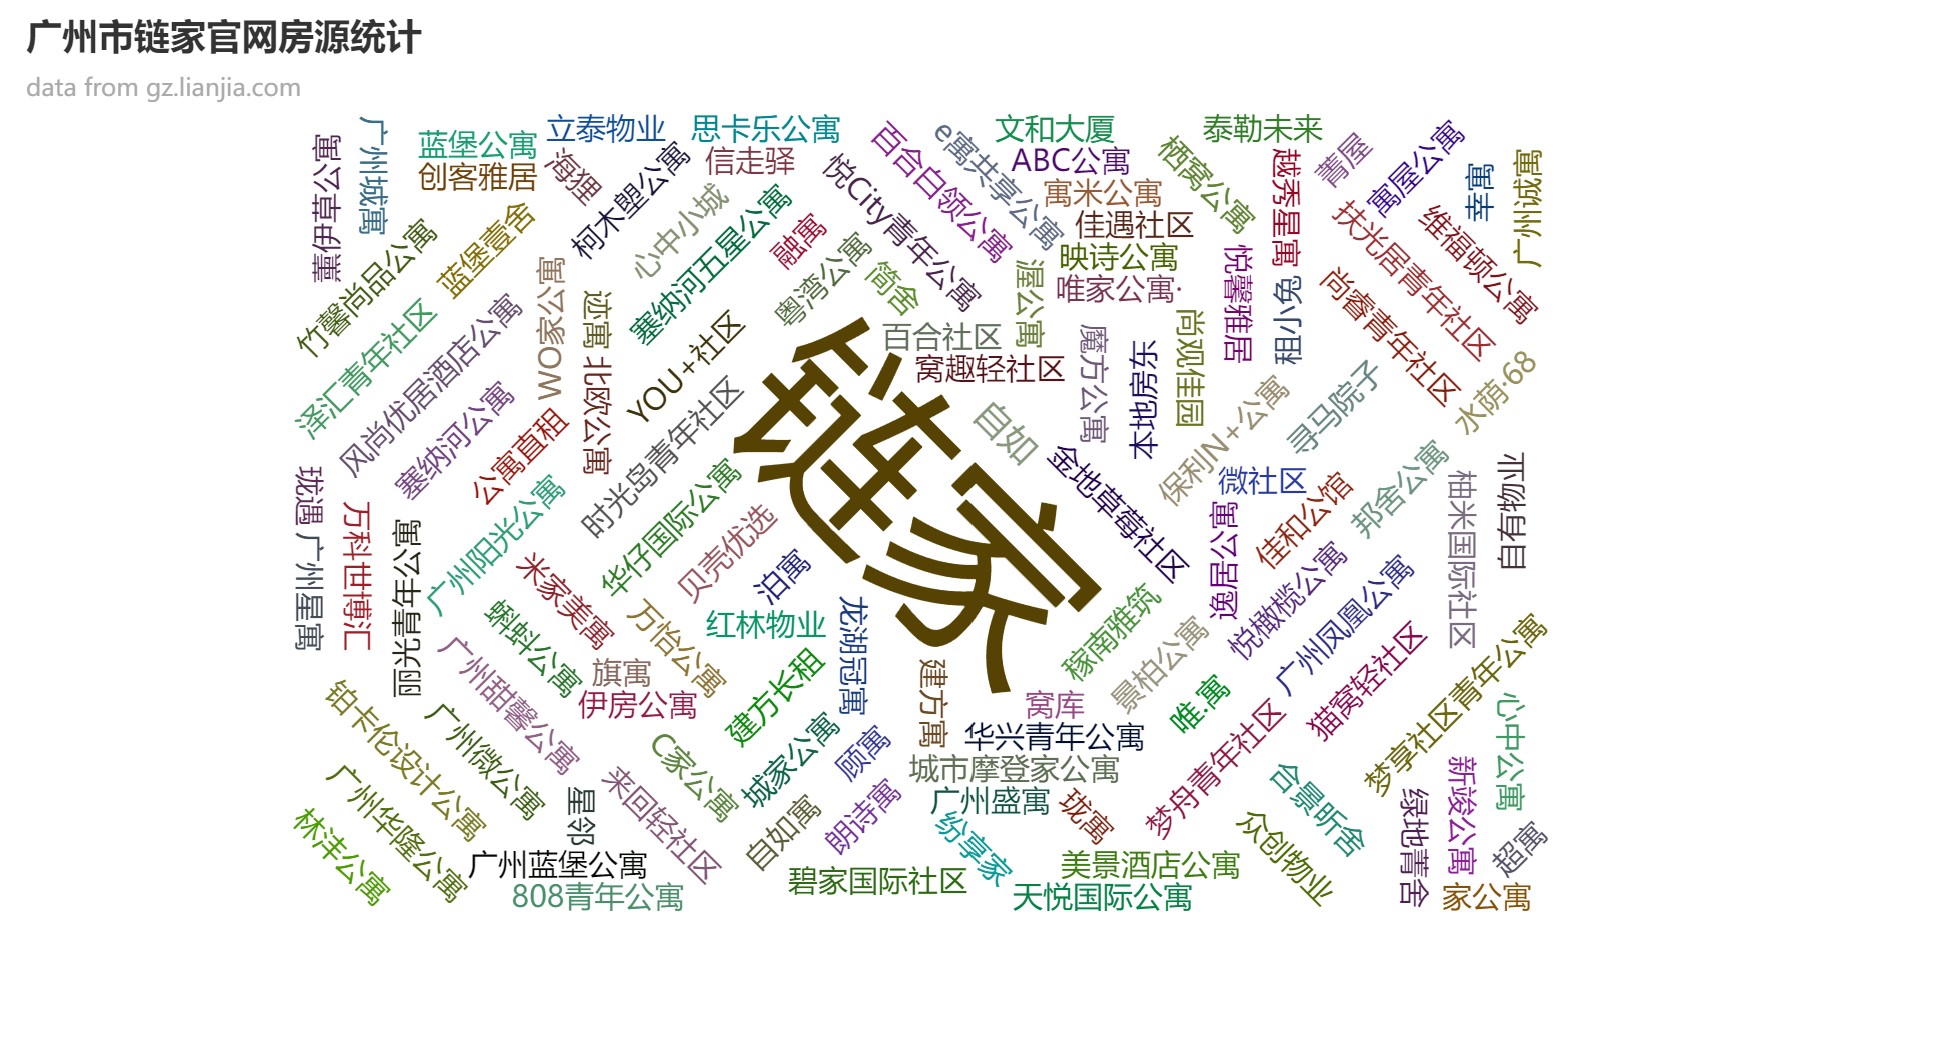 广州市链家官网房源统计
data from gz.lianjia.com
薰伊草公寓
广州城寓
蓝堡公寓
创客雅居
立泰物业
海狸
思卡乐公寓
信走驿
柯木塱公寓
心中小城
塞纳河五星公寓
融寓
悦City青年公寓
百合白领公寓
e寓共享公寓
文和大厦
ABC公寓
寓米公寓
佳遇社区
映诗公寓
唯家公寓·
栖窝公寓
泰勒未来
越秀星寓
菁屋
寓屋公寓
辛寓
广州诚寓
扶光居青年社区
维福顿公寓
竹馨尚品公寓
蓝堡壹舍
泽汇青年社区
风尚优居酒店公寓
WO家公寓
迹寓
北欧公寓
YOU+社区
粤湾公寓
简舍
渥公寓
百合社区
窝趣轻社区
魔方公寓
本地房东
尚观佳园
悦馨雅居
租小兔
尚睿青年社区
水荫·68
寻马院子
保利N+公寓
塞纳河公寓
公寓直租
时光岛青年社区
链家
自如
金地草莓社区
微社区
逸居公寓
佳和公馆
邦舍公寓
柚米国际社区
自有物业
珑遇
广州星寓
万科世博汇
丽光青年公寓
广州阳光公寓
米家美寓
华仔国际公寓
贝壳优选
泊寓
蝌蚪公寓
万怡公寓
红林物业
龙湖冠寓
旗寓
伊房公寓
建方长租
建方寓
稼南雅筑
景柏公寓
悦橄榄公寓
广州凤凰公寓
猫窝轻社区
梦享社区青年公寓
心中公寓
铂卡伦设计公寓
广州微公寓
广州甜馨公寓
C家公寓
城家公寓
顾寓
窝库
华兴青年公寓
城市摩登家公寓
广州盛寓
珑寓
唯.寓
梦舟青年社区
合景昕舍
新竣公寓
绿地菁舍
超寓
林沣公寓
广州华隆公寓
星邻
来回轻社区
自如寓
朗诗寓
纷享家
广州蓝堡公寓
808青年公寓
碧家国际社区
美景酒店公寓
天悦国际公寓
众创物业
家公寓